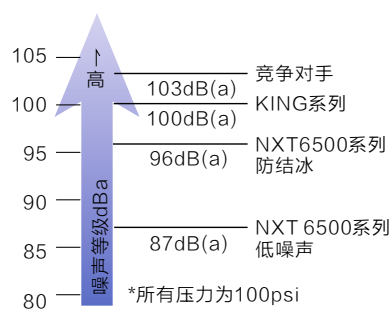 105
100
95
90
85
80
高
噪声等级dBa
竞争对手
103dB(a)
KING系列
100dB(a)
NXT6500系列
防结冰
96dB(a)
NXT 6500系列
低噪声
87dB(a)
*所有压力为100psi